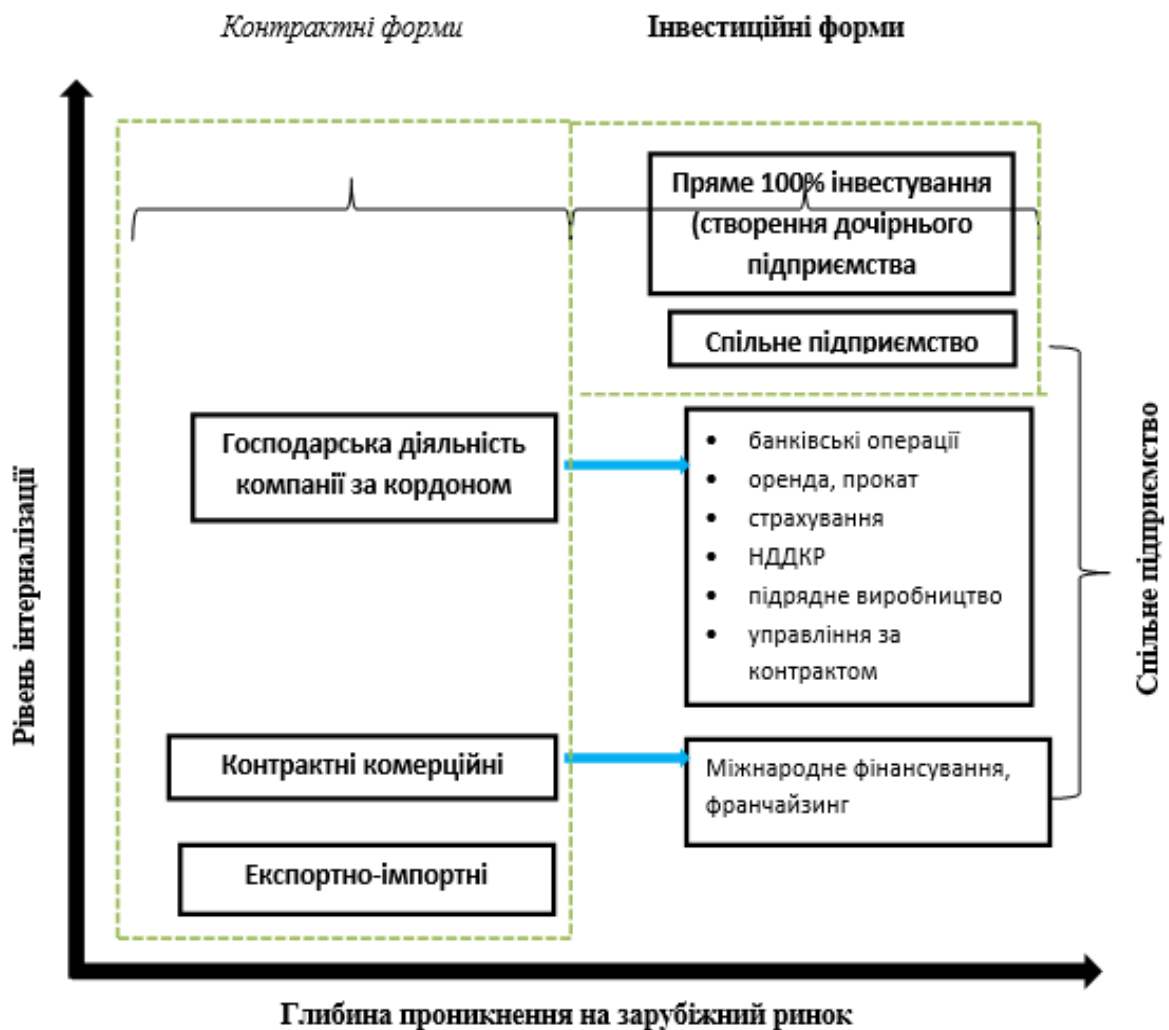 Контрактні форми
Інвестиційні форми
Пряме 100% інвестування
(створення дочірнього
підприємства
Спільне підприємство
Господарська діяльність
компанії за кордоном
• банківські операції
• оренда, прокат
• страхування
• НДДКР
• підрядне виробництво
• управління за
контрактом
Контрактні комерційні
Міжнародне фінансування,
франчайзинг
Експортно-імпортні
Рівень інтерналізації
Спільне підприємство
Глибина проникнення на зарубіжний ринок